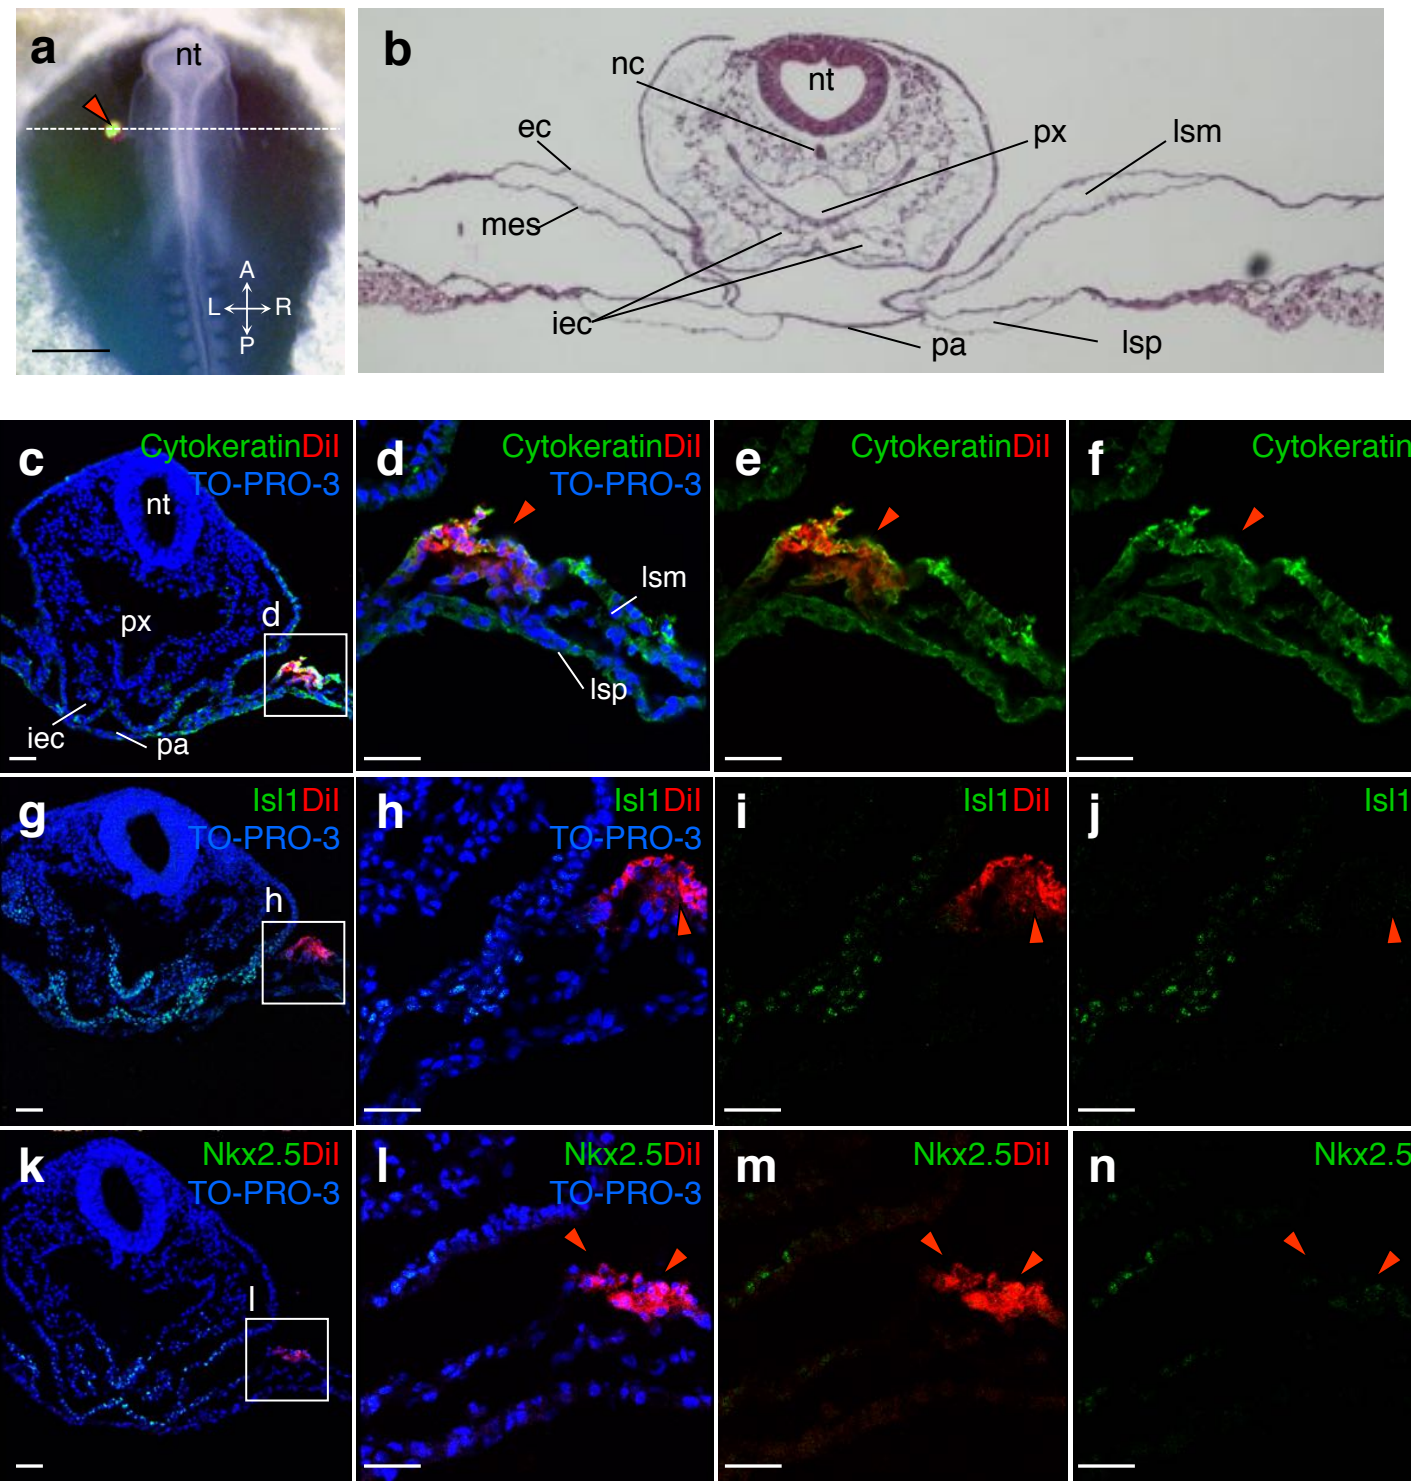 a
nt
A
L
R
P
b
nc
nt
ec
px
lsm
mes
iec
pa
lsp
c
CytokeratinDiI
TO-PRO-3
nt
px
d
iec
pa
d
CytokeratinDiI
TO-PRO-3
lsm
lsp
e
CytokeratinDiI
f
Cytokeratin
g
Isl1DiI
TO-PRO-3
h
h
Isl1DiI
TO-PRO-3
i
Isl1DiI
j
Isl1
k
Nkx2.5DiI
TO-PRO-3
l
l
Nkx2.5DiI
TO-PRO-3
m
Nkx2.5DiI
n
Nkx2.5